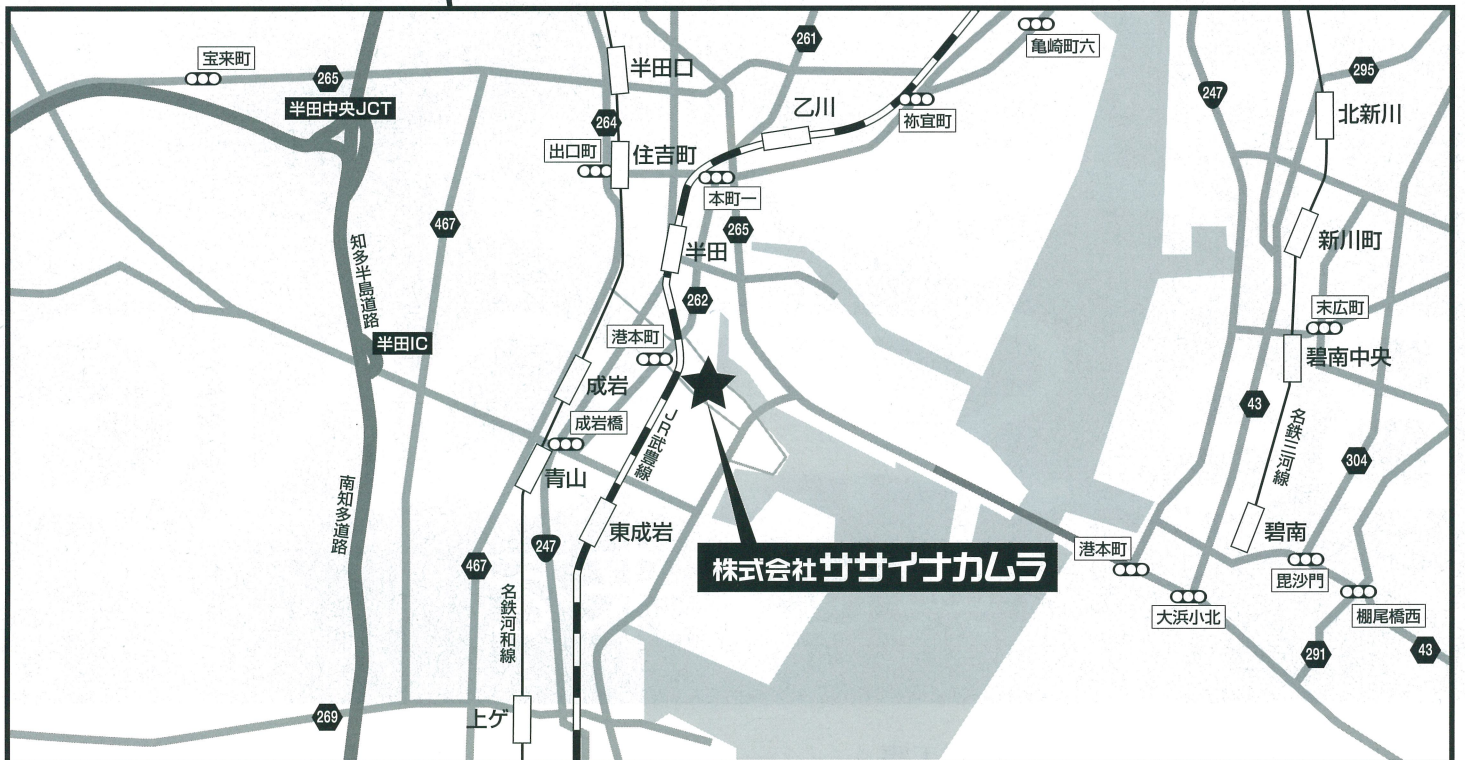 亀崎町六
261
宝来町
265
半田口
295
247
半田中央JCT
祢宜町
乙川
北新川
264
出口町
住吉町
本町一
467
265
新川町
知多半島道路
半田
262
末広町
港本町
半田IC
碧南中央
成岩
43
成岩橋
JR武豊線
名鉄三河線
304
青山
南知多道路
東成岩
碧南
247
港本町
467
株式会社ササイナカムラ
毘沙門
大浜小北
棚尾橋西
名鉄河和線
291
43
269
上ゲ